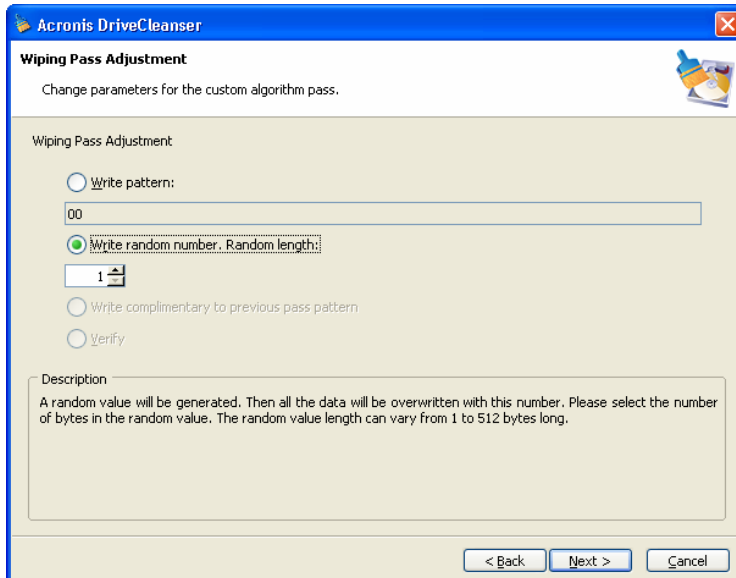 Acronis DriveCleanser
Wiping Pass Adjustment
Change parameters for the custom algorithm pass.
Wiping Pass Adjustment
Write pattern:
00
Write random number. Random length:
1
Write complimentary to previous pass pattern
Verify
Description
A random value will be generated. Then all the data will be overwritten with this number. Please select the number
of bytes in the random value. The random value length can vary from 1 to 512 bytes long.
< Back Next > Cancel